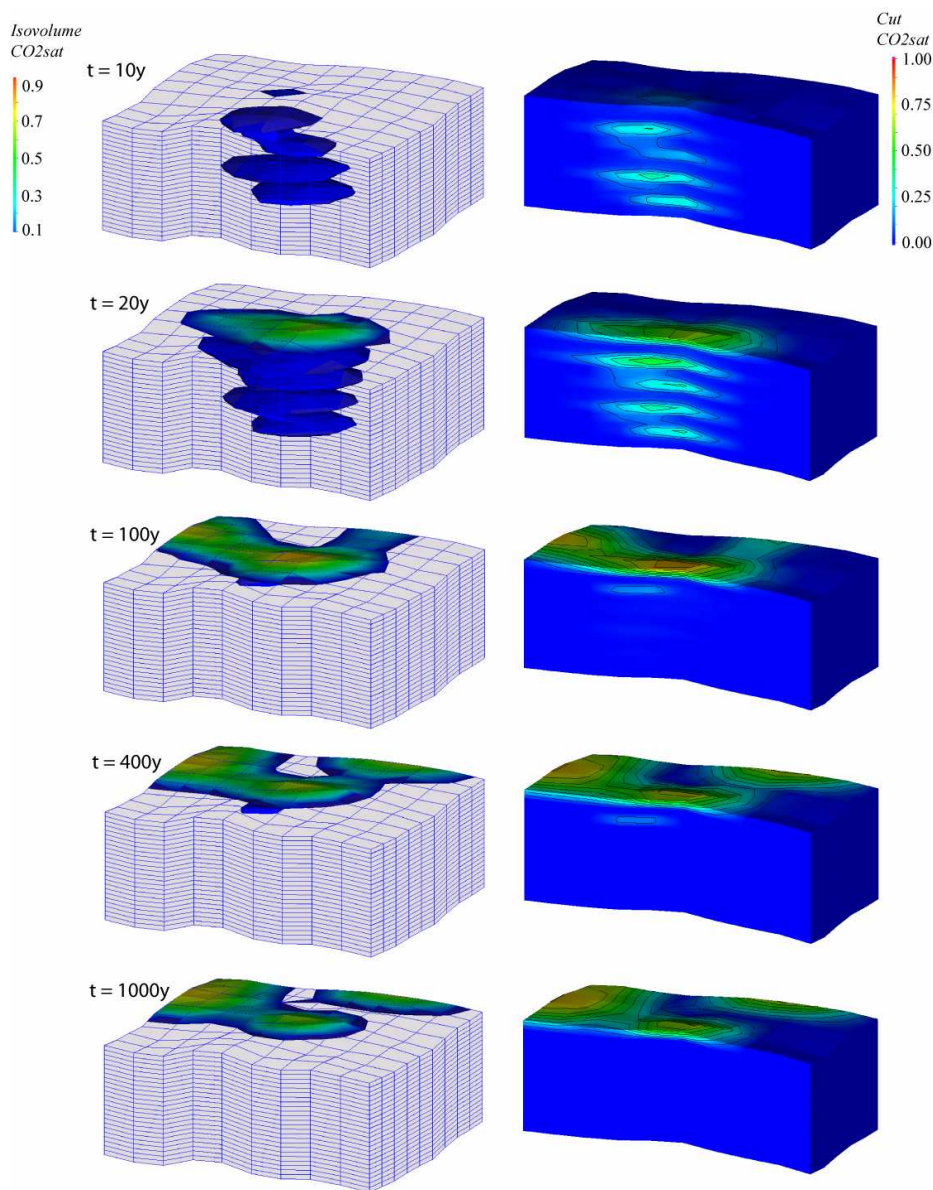 Isovolume
CO2sat
0.9
0.7
0.5
0.3
0.1
Cut
CO2sat
1.00
0.75
0.50
0.25
0.00
t = 10y
t = 20y
t = 100y
t = 400y
t = 1000y